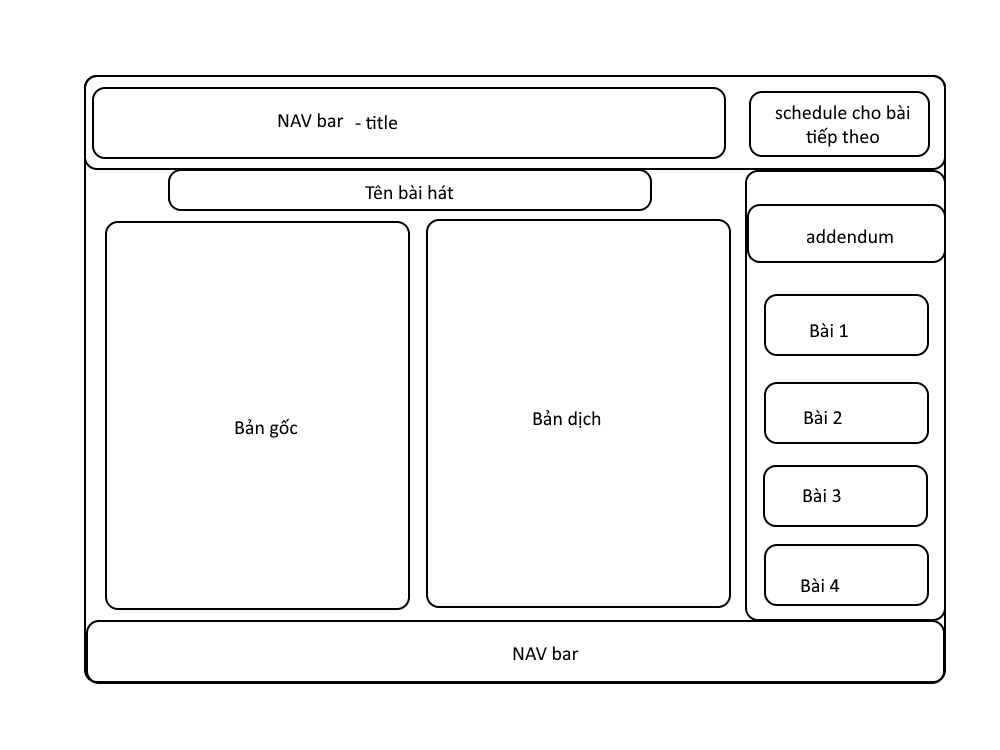 NAV bar - title
schedule cho bài
tiếp theo
Tên bài hát
addendum
Bản gốc
Bản dịch
Bài 1
Bài 2
Bài 3
Bài 4
NAV bar